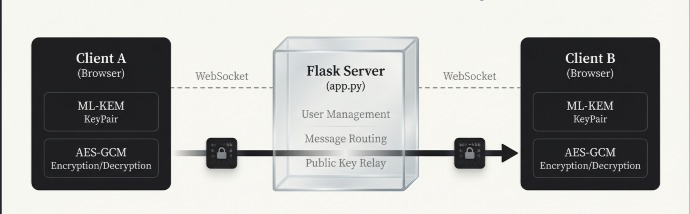 Client A
(Browser)
ML-KEM
KeyPair
AES-GCM
Encryption/Decryption
WebSocket
Flask Server
(app.py)
User Management
Message Routing
Public Key Relay
WebSocket
Client B
(Browser)
ML-KEM
KeyPair
AES-GCM
Encryption/Decryption